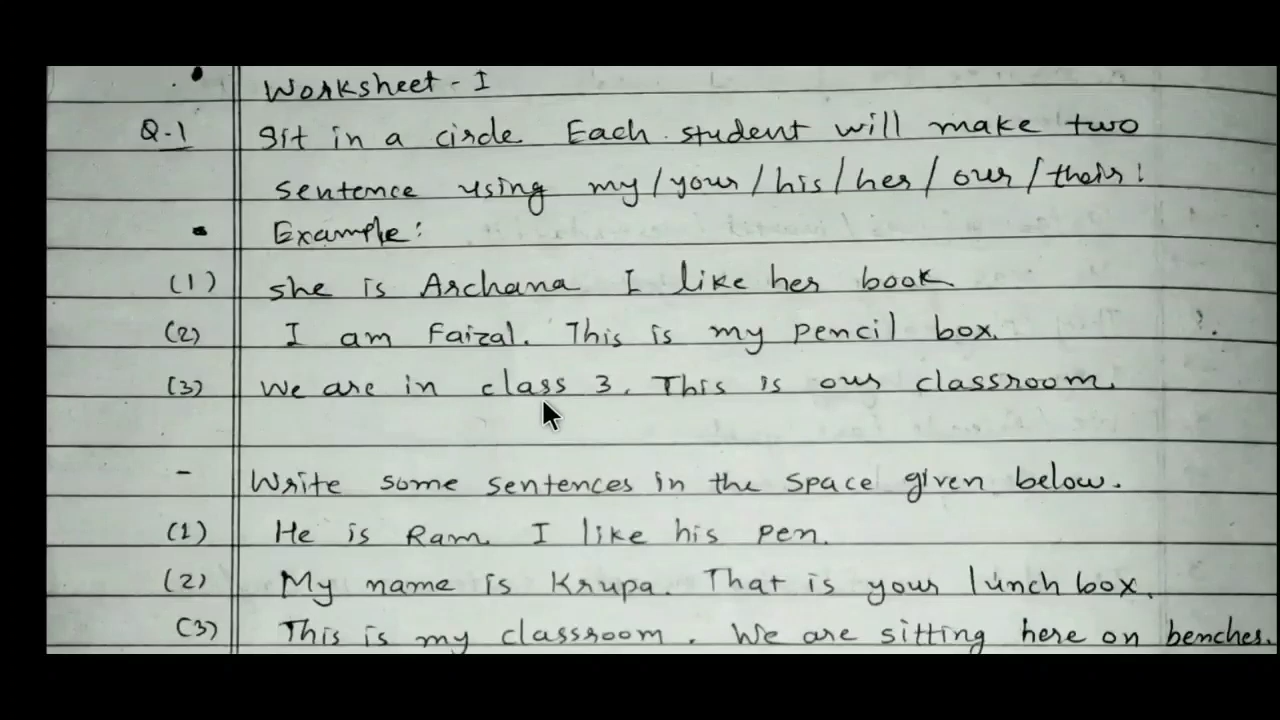 Worksheet - I
Q-1 Sit in a circle. Each student will make two
sentence using my/your/his/her/our/their:
Example:
(1) she is Archana I like her book
(2) I am Faizal. This is my pencil box.
(3) We are in class 3. This is our classroom.
- Write some sentences in the space given below.
(1) He is Ram. I like his pen.
(2) My name is Krupa. That is your lunch box.
(3) This is my classroom. We are sitting here on benches.